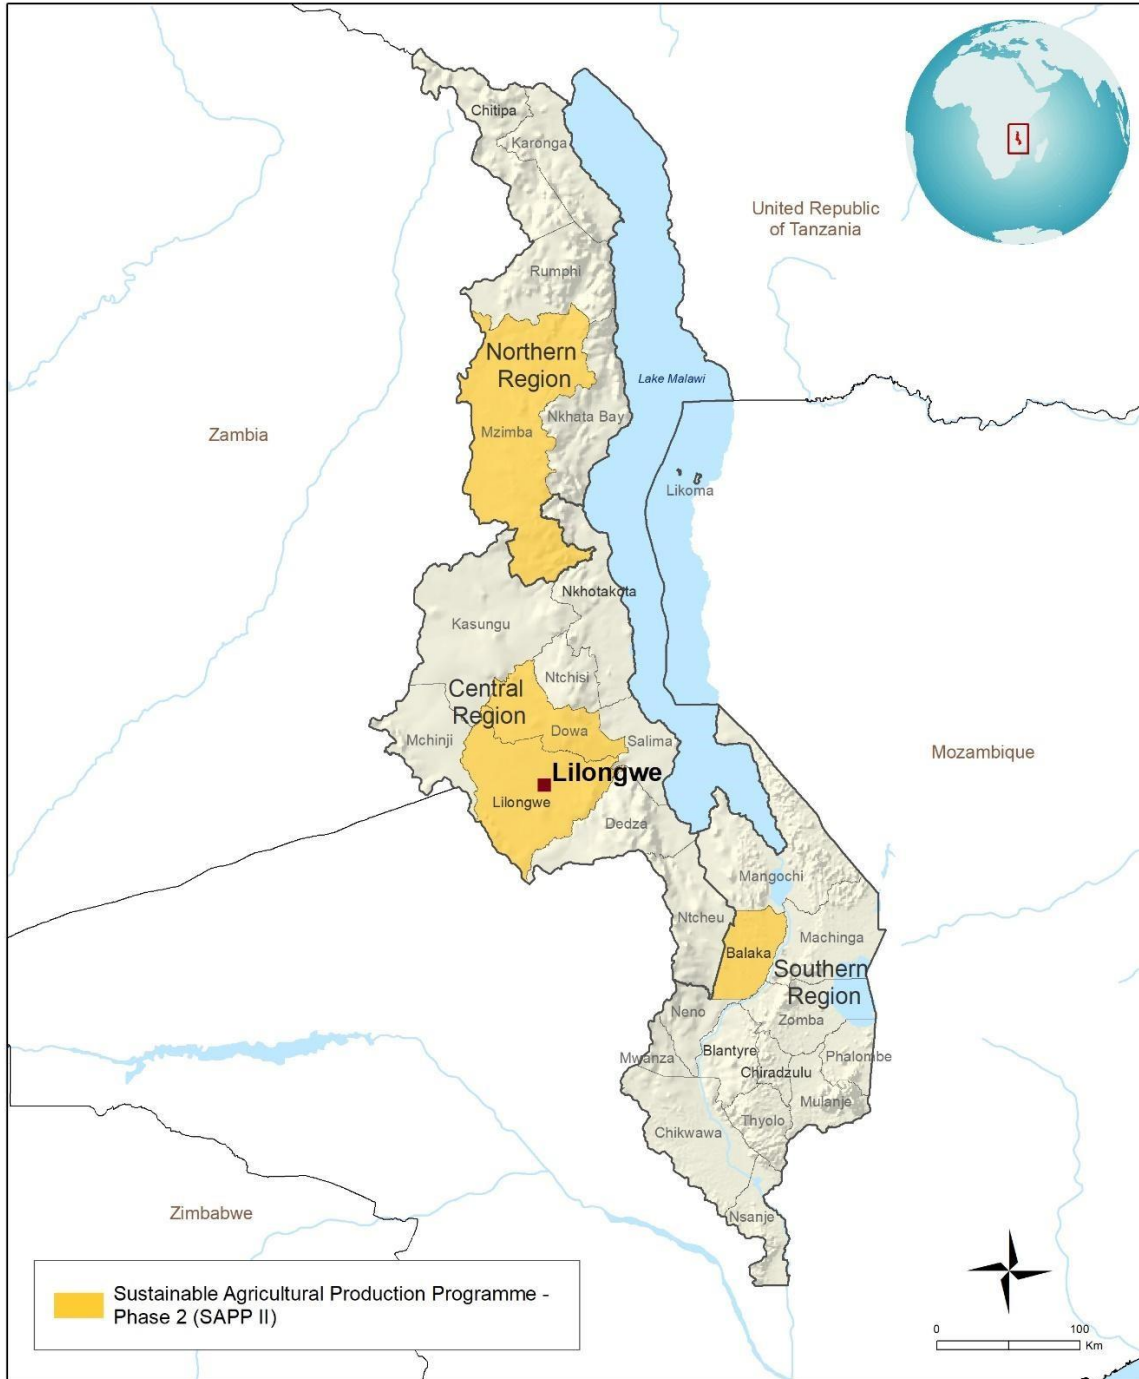 Chitipa
Karonga
United Republic
of Tanzania
Rumphi
Northern
Region
Lake Malawi
Nkhata Bay
Mzimba
Zambia
Likoma
Nkhotakota
Kasungu
Ntchisi
Central
Region
Dowa
Salima
Mchinji
Mozambique
Lilongwe
Lilongwe
Dedza
Mangochi
Ntcheu
Machinga
Balaka
Southern
Region
Neno
Zomba
Blantyre
Mwanza
Phalombe
Chiradzulu
Mulanje
Thyolo
Chikwawa
Zimbabwe
Nsanje
Sustainable Agricultural Production Programme -
Phase 2 (SAPP II)
0 100
Km